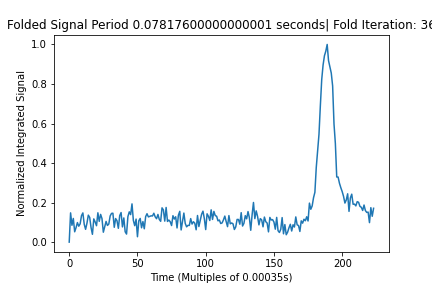 Folded Signal Period 0.07817600000000001 seconds| Fold Iteration: 36
1.0
0.8
0.6
0.4
0.2
0.0
Normalized Integrated Signal
0 50 100 150 200
Time (Multiples of 0.00035s)